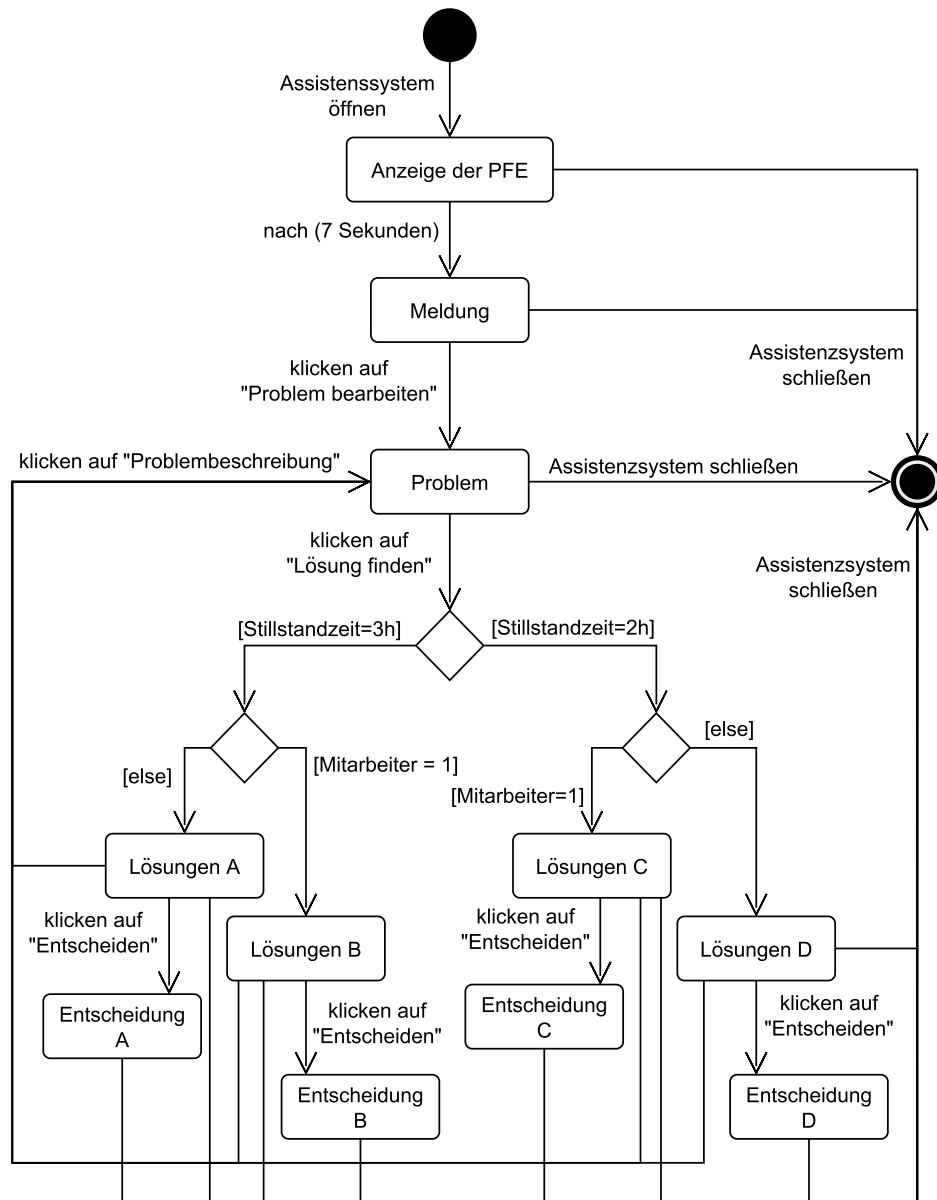 Assistenssystem
öffnen
Anzeige der PFE
nach (7 Sekunden)
Meldung
klicken auf
"Problem bearbeiten"
Assistenzsystem
schließen
klicken auf "Problembeschreibung"
Problem
Assistenzsystem schließen
klicken auf
"Lösung finden"
Assistenzsystem
schließen
[Stillstandzeit=3h]
[Stillstandzeit=2h]
[else]
[Mitarbeiter = 1]
[Mitarbeiter=1]
[else]
Lösungen A
Lösungen C
klicken auf
"Entscheiden"
Lösungen B
klicken auf
"Entscheiden"
Lösungen D
Entscheidung
A
klicken auf
"Entscheiden"
Entscheidung
C
klicken auf
"Entscheiden"
Entscheidung
B
Entscheidung
D